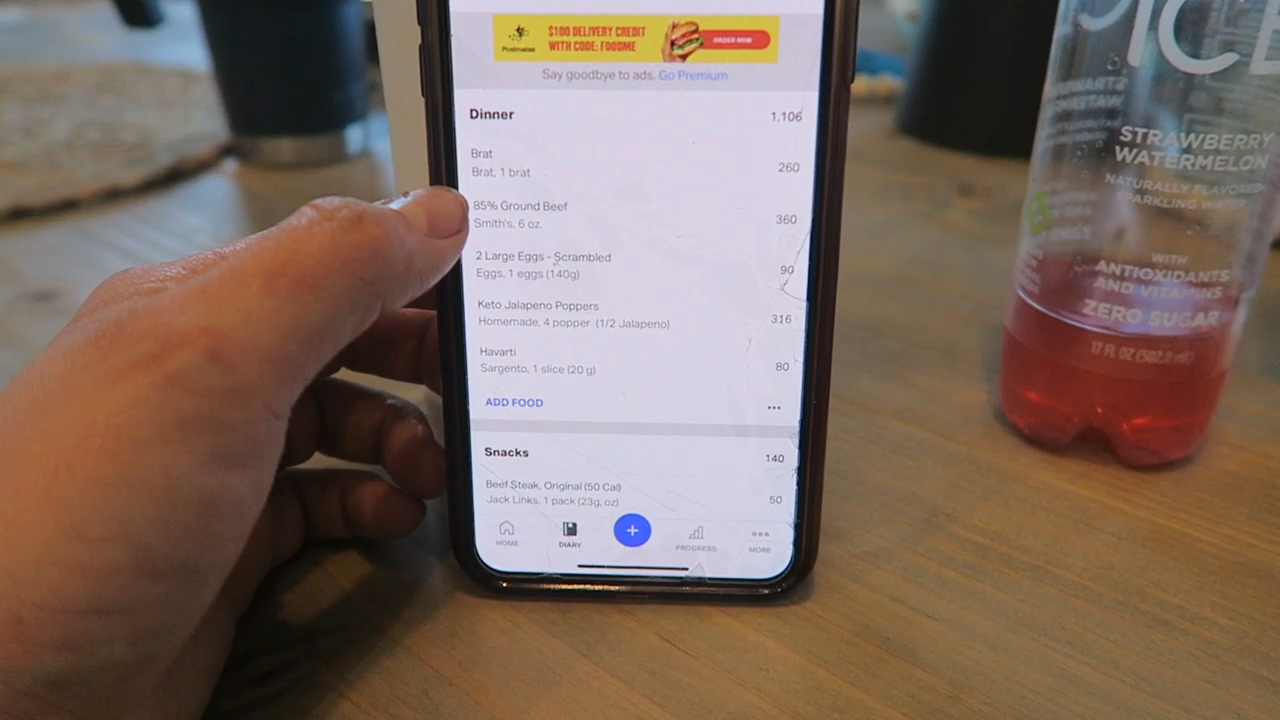 Postmates
$100 DELIVERY CREDIT
WITH CODE: FOODME
ORDER NOW
Say goodbye to ads. Go Premium
Dinner 1,106
Brat
Brat, 1 brat 260
85% Ground Beef
Smith's, 6 oz. 360
2 Large Eggs - Scrambled
Eggs, 1 eggs (140g) 90
Keto Jalapeno Poppers
Homemade, 4 popper (1/2 Jalapeno) 316
Havarti
Sargento, 1 slice (20 g) 80
ADD FOOD
Snacks 140
Beef Steak, Original (50 Cal)
Jack Links, 1 pack (23g, oz) 50
HOME DIARY PROGRESS MORE
ICE
STRAWBERRY
WATERMELON
NATURALLY FLAVORED
SPARKLING WATER
WITH
ANTIOXIDANTS
AND VITAMINS
ZERO SUGAR
17 FL OZ (502.8 mL)